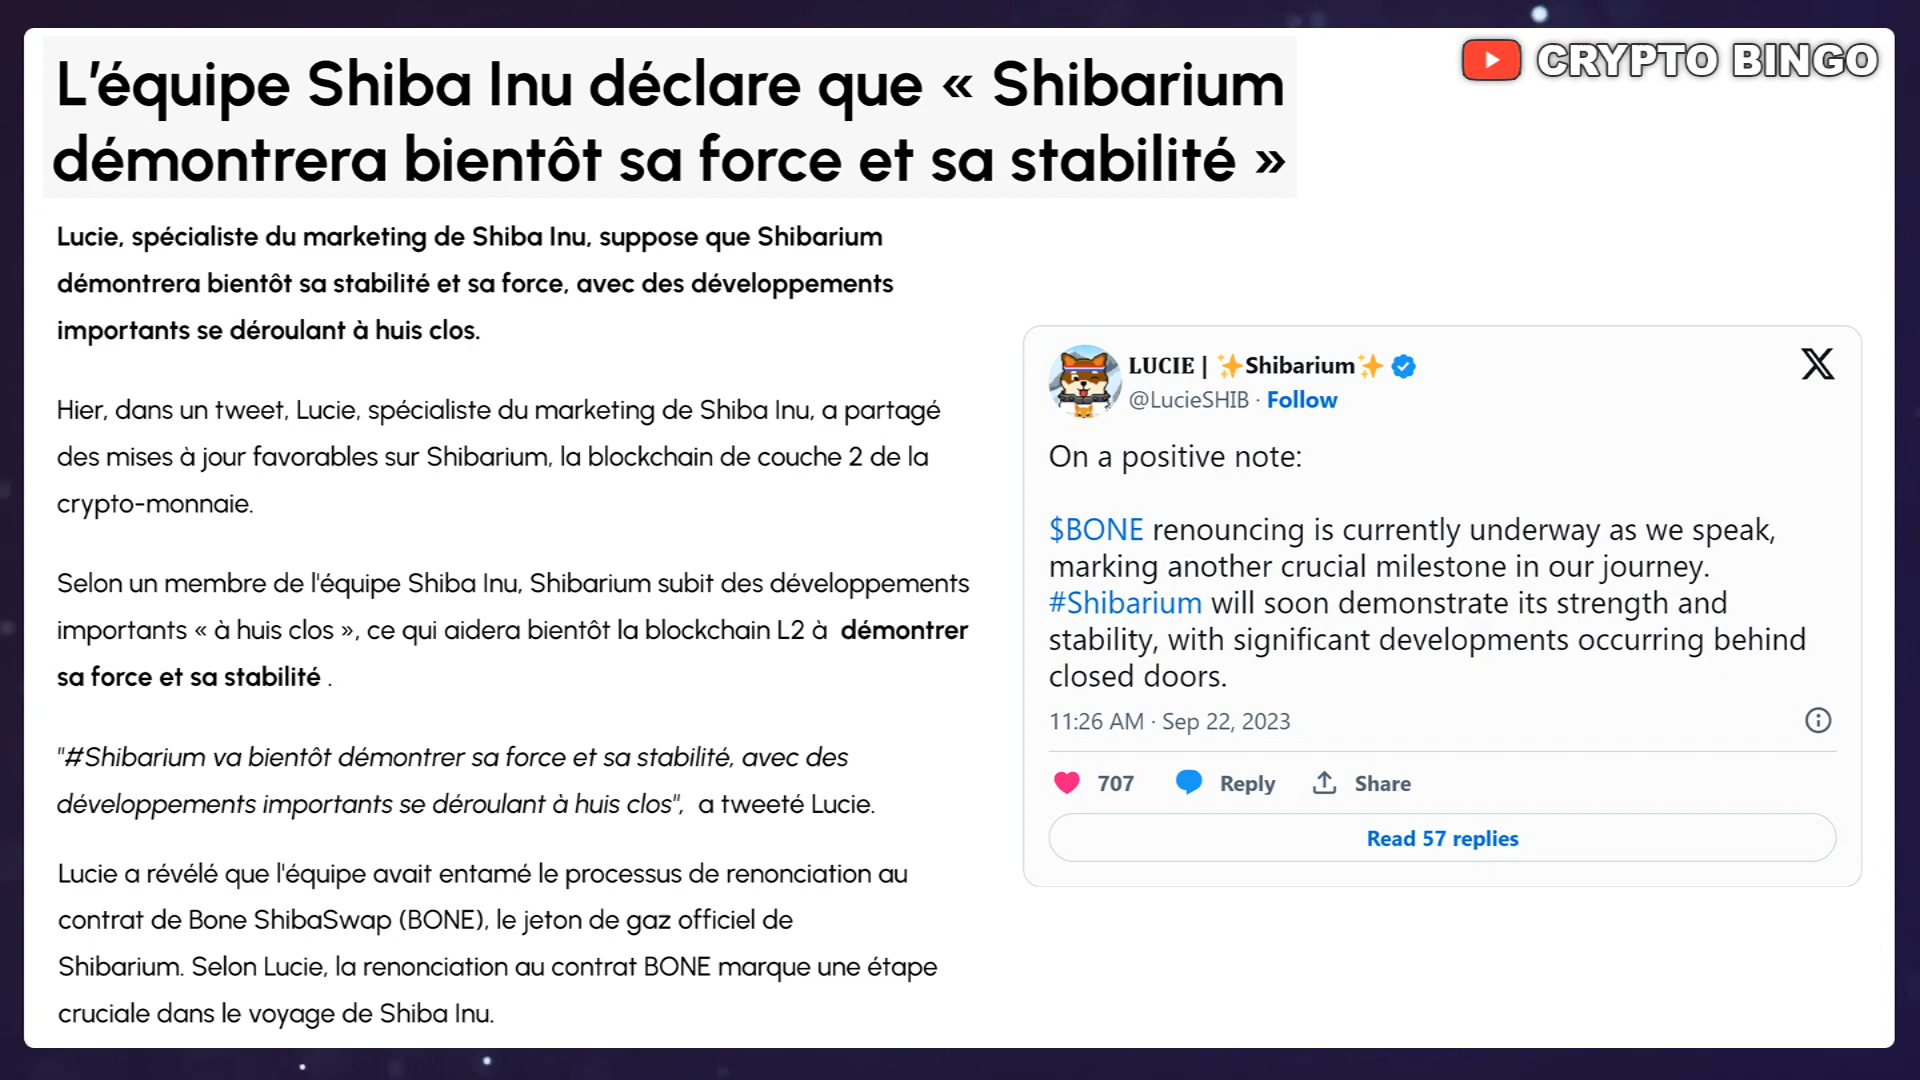 CRYPTO BINGO
L’équipe Shiba Inu déclare que « Shibarium
démontrera bientôt sa force et sa stabilité »
Lucie, spécialiste du marketing de Shiba Inu, suppose que Shibarium
démontrera bientôt sa stabilité et sa force, avec des développements
importants se déroulant à huis clos.
Hier, dans un tweet, Lucie, spécialiste du marketing de Shiba Inu, a partagé
des mises à jour favorables sur Shibarium, la blockchain de couche 2 de la
crypto-monnaie.
Selon un membre de l'équipe Shiba Inu, Shibarium subit des développements
importants « à huis clos », ce qui aidera bientôt la blockchain L2 à démontrer
sa force et sa stabilité .
"#Shibarium va bientôt démontrer sa force et sa stabilité, avec des
développements importants se déroulant à huis clos", a tweeté Lucie.
Lucie a révélé que l'équipe avait entamé le processus de renonciation au
contrat de Bone ShibaSwap (BONE), le jeton de gaz officiel de
Shibarium. Selon Lucie, la renonciation au contrat BONE marque une étape
cruciale dans le voyage de Shiba Inu.
LUCIE | ✨Shibarium✨
@LucieSHIB · Follow
On a positive note:
$BONE renouncing is currently underway as we speak,
marking another crucial milestone in our journey.
#Shibarium will soon demonstrate its strength and
stability, with significant developments occurring behind
closed doors.
11:26 AM · Sep 22, 2023
707 Reply Share
Read 57 replies